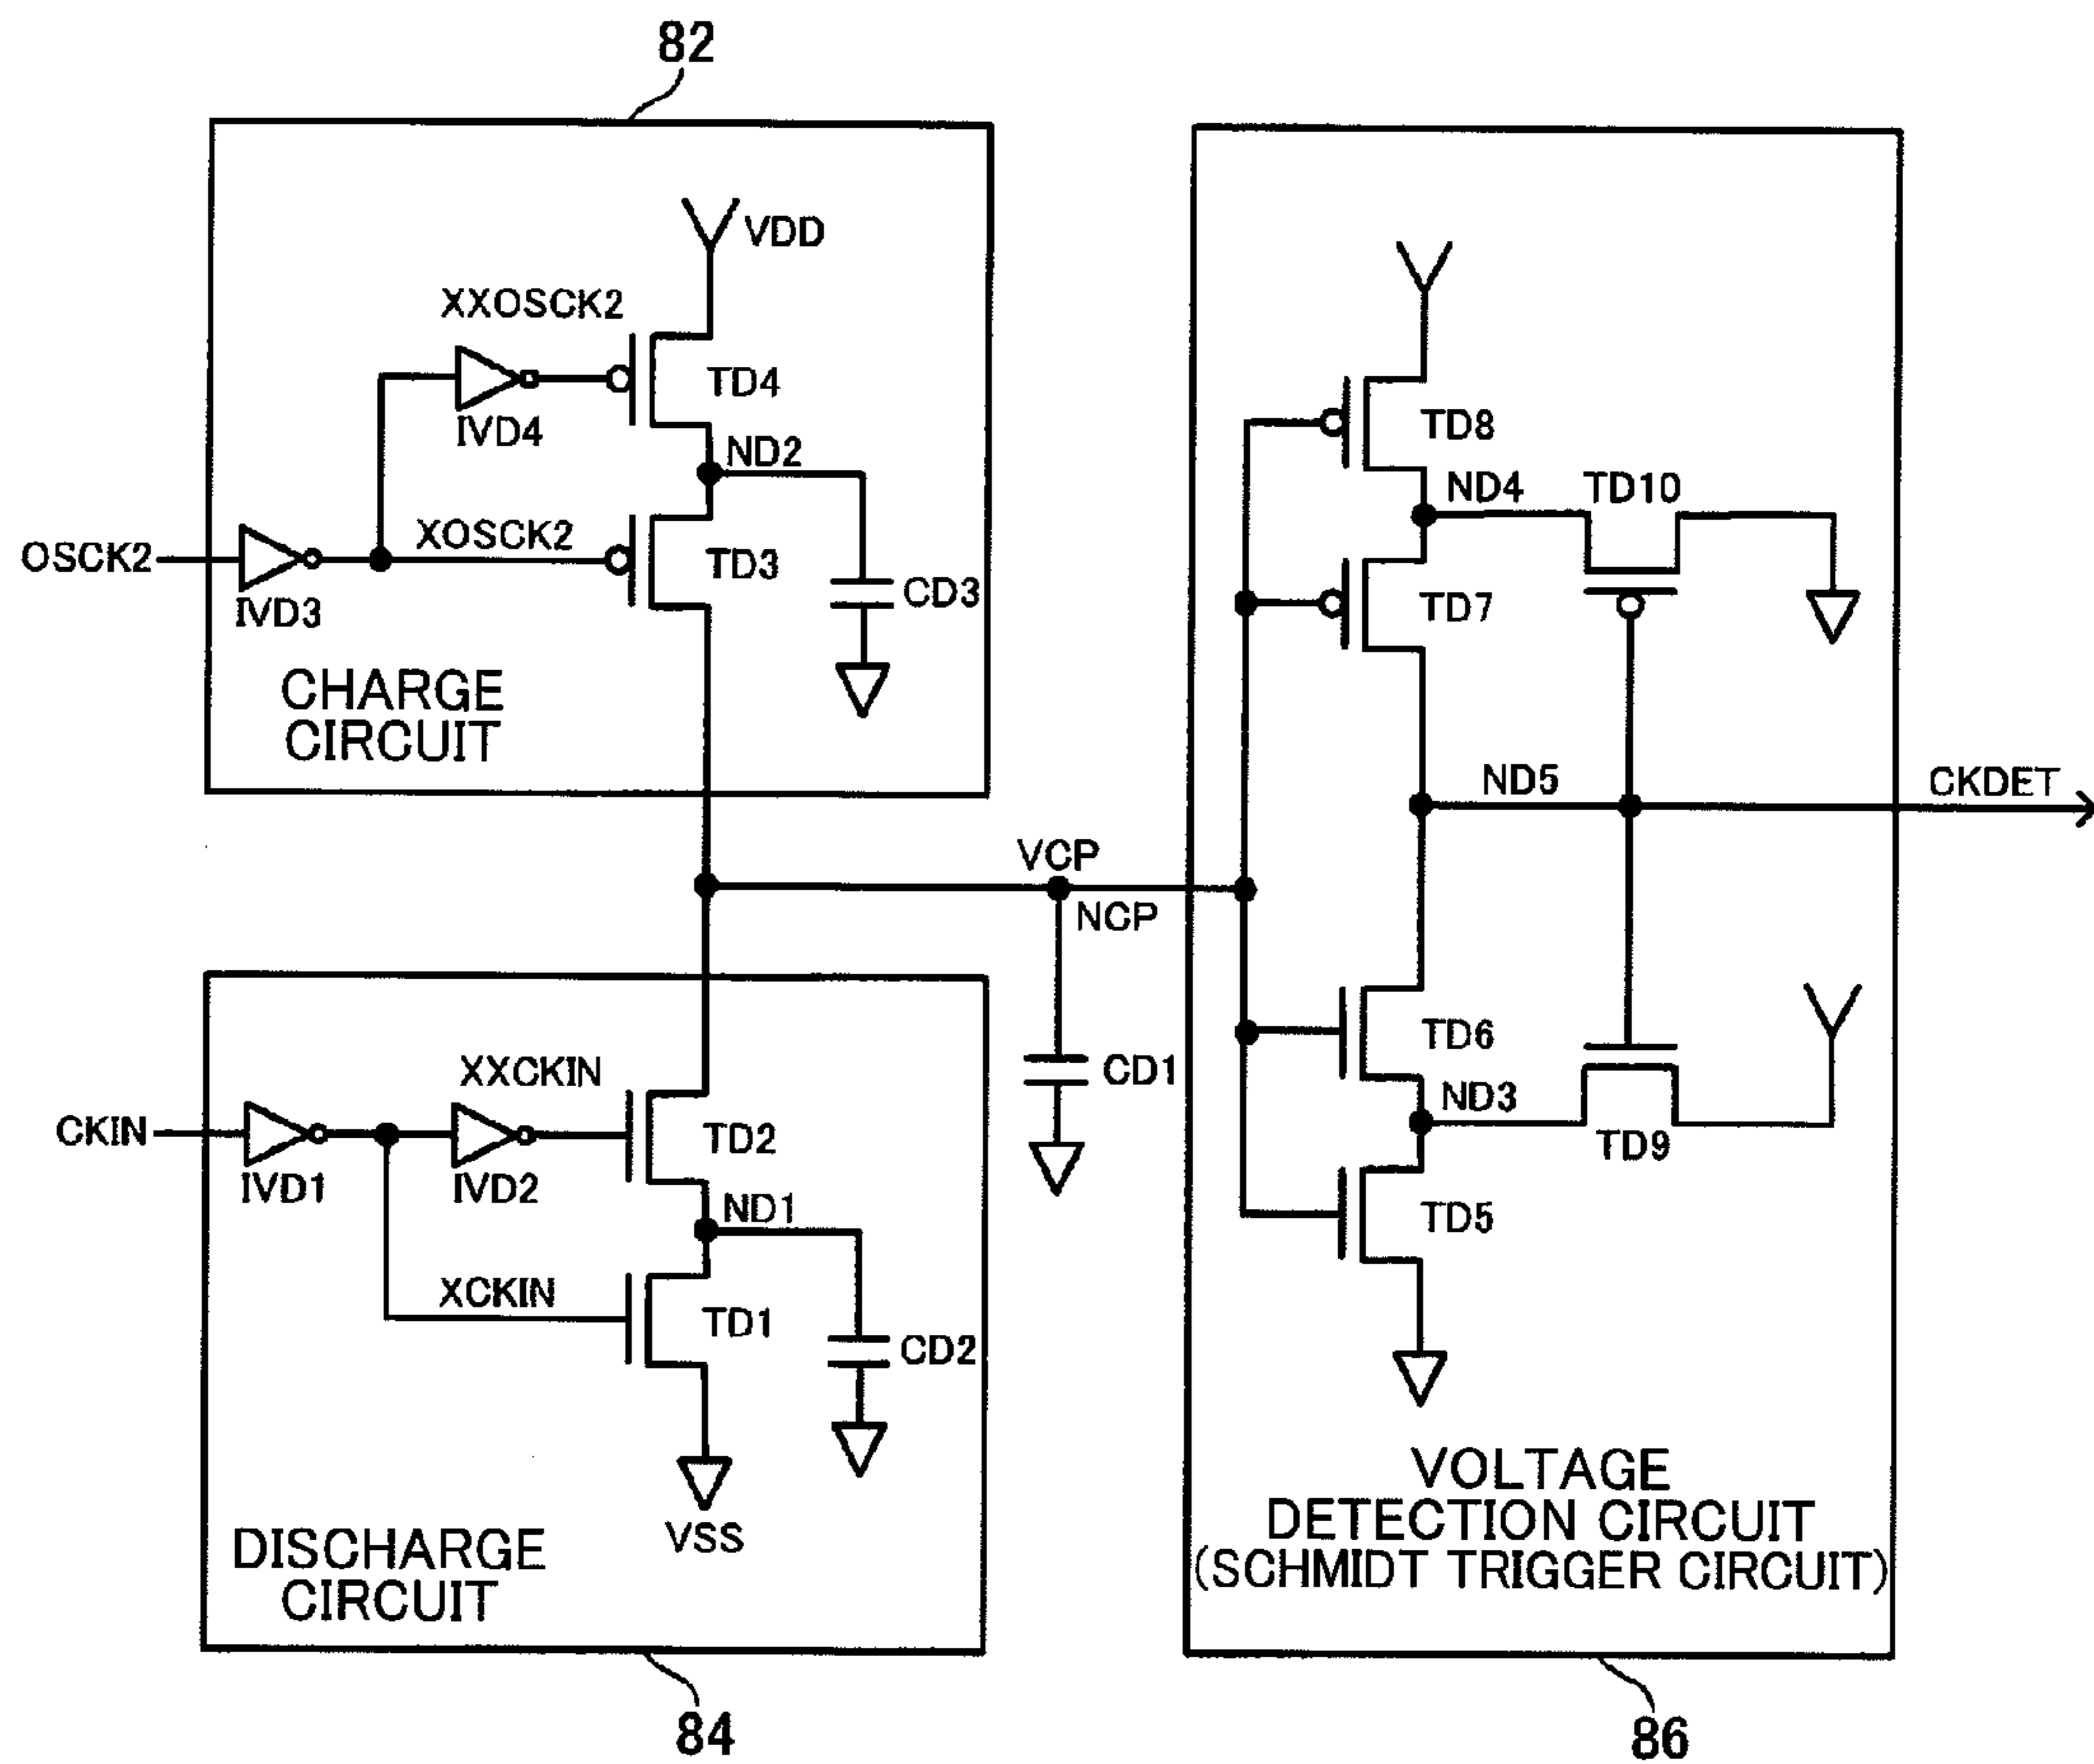 82
VDD
XXOSCK2
TD4
IVD4
ND2
XOSCK2
OSCK2
TD3
CD3
IVD3
CHARGE
CIRCUIT
TD8
ND4
TD10
TD7
ND5
CKDET
VCP
NCP
CD1
XXCKIN
CKIN
TD2
IVD1
IVD2
ND1
XCKIN
TD1
CD2
VSS
DISCHARGE
CIRCUIT
84
TD6
ND3
TD9
TD5
VOLTAGE
DETECTION CIRCUIT
(SCHMIDT TRIGGER CIRCUIT)
86